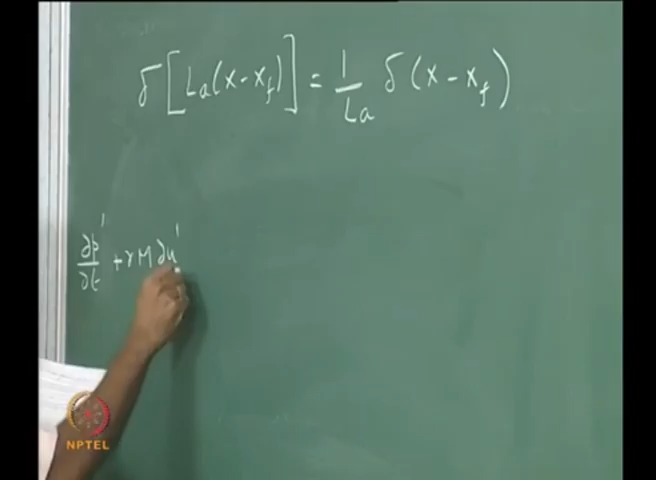 δ[La(x-x_f)] = 1/La δ(x-x_f)
∂p'/∂t + γM ∂u'
NPTEL